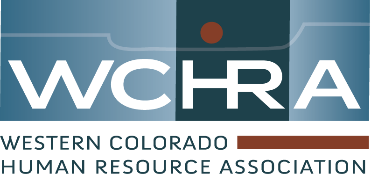 WCHRA
WESTERN COLORADO
HUMAN RESOURCE ASSOCIATION